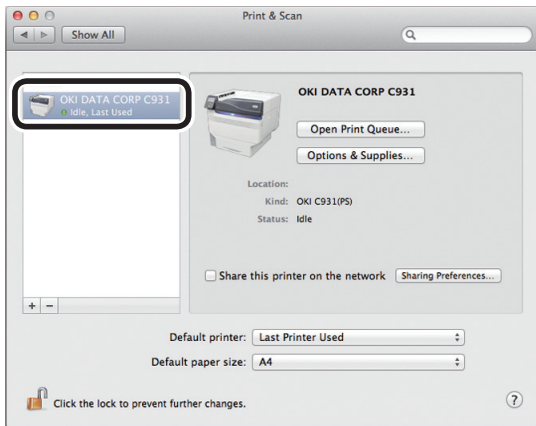 Print & Scan
Show All
OKI DATA CORP C931
Idle, Last Used
OKI DATA CORP C931
Open Print Queue...
Options & Supplies...
Location:
Kind: OKI C931(PS)
Status: Idle
Share this printer on the network Sharing Preferences...
+ −
Default printer: Last Printer Used
Default paper size: A4
Click the lock to prevent further changes. ?